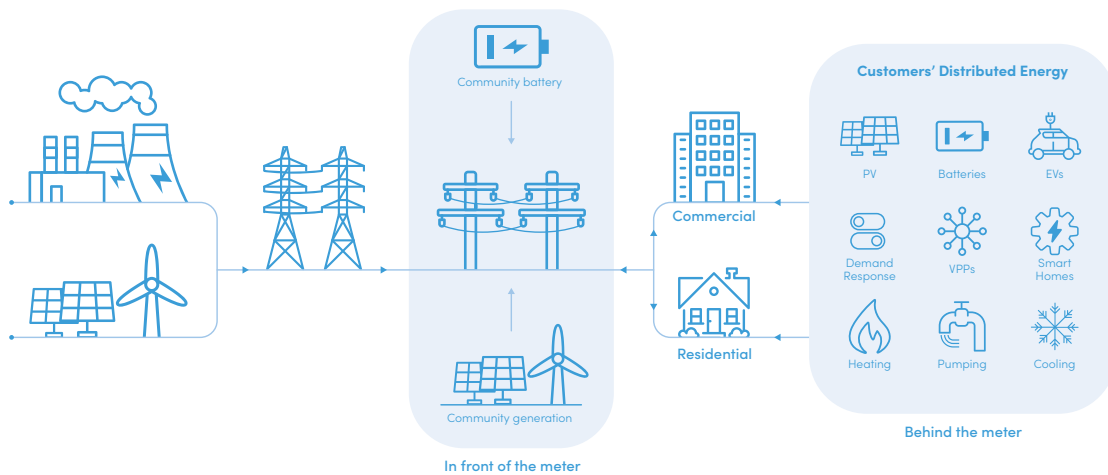 Community battery
Community generation
In front of the meter
Commercial
Residential
Customers’ Distributed Energy
PV
Batteries
EVs
Demand
Response
VPPs
Smart
Homes
Heating
Pumping
Cooling
Behind the meter